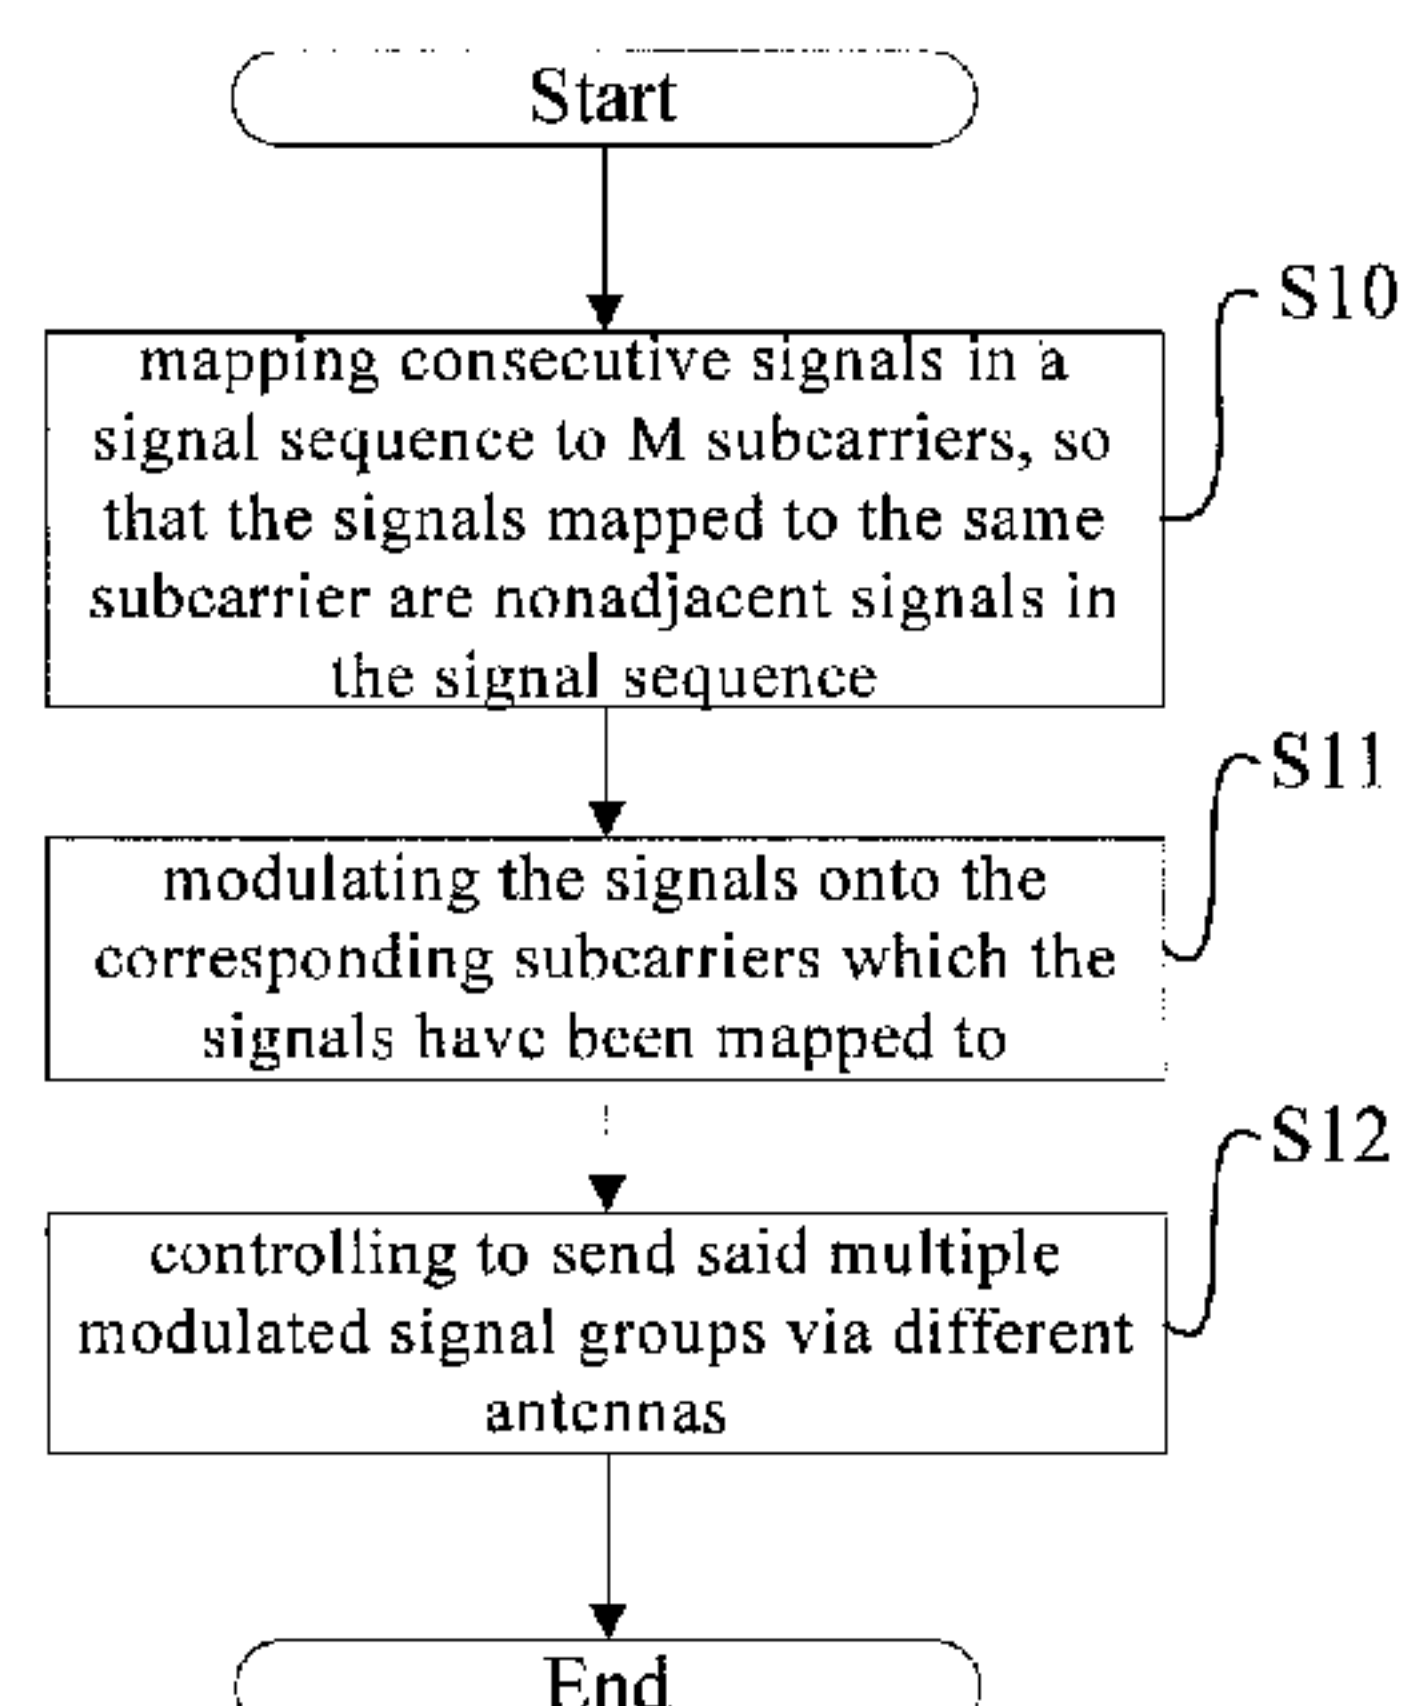 Start
S10
mapping consecutive signals in a
signal sequence to M subcarriers, so
that the signals mapped to the same
subcarrier are nonadjacent signals in
the signal sequence
S11
modulating the signals onto the
corresponding subcarriers which the
signals have been mapped to
S12
controlling to send said multiple
modulated signal groups via different
antennas
End